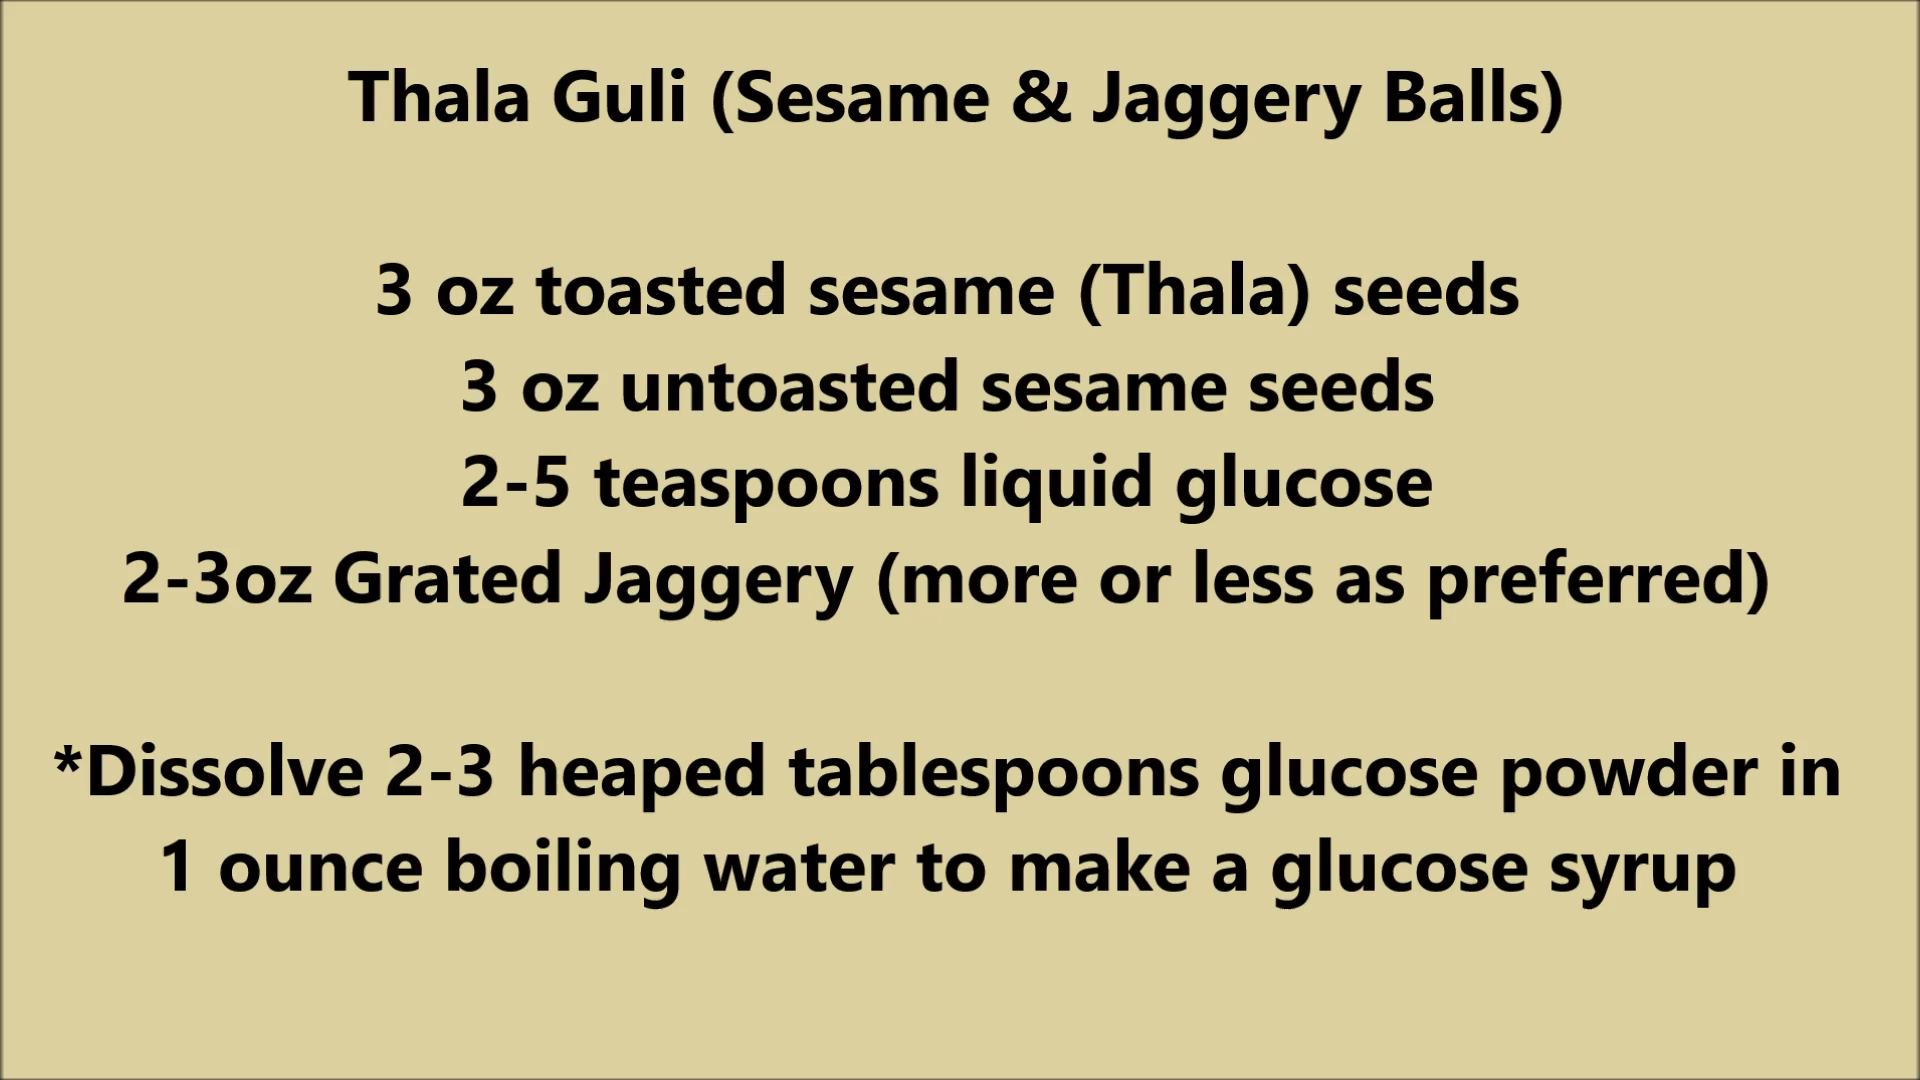 Thala Guli (Sesame & Jaggery Balls)
3 oz toasted sesame (Thala) seeds
3 oz untoasted sesame seeds
2-5 teaspoons liquid glucose
2-3oz Grated Jaggery (more or less as preferred)
*Dissolve 2-3 heaped tablespoons glucose powder in
1 ounce boiling water to make a glucose syrup